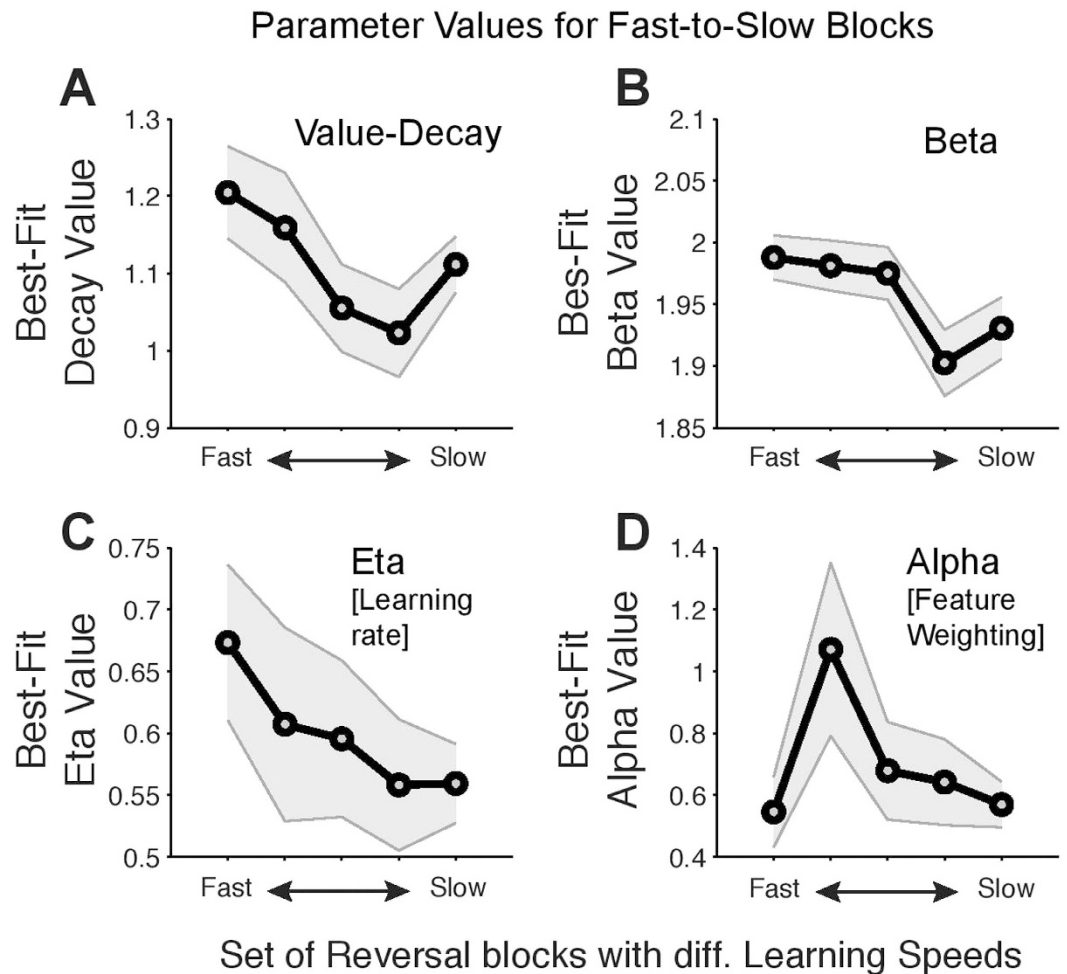 Parameter Values for Fast-to-Slow Blocks
A
Value-Decay
Best-Fit
Decay Value
1.3
1.2
1.1
1
0.9
Fast
Slow
B
Beta
Bes-Fit
Beta Value
2.1
2.05
2
1.95
1.9
1.85
Fast
Slow
C
Eta
[Learning
rate]
Best-Fit
Eta Value
0.75
0.7
0.65
0.6
0.55
0.5
Fast
Slow
D
Alpha
[Feature
Weighting]
Best-Fit
Alpha Value
1.4
1.2
1
0.8
0.6
0.4
Fast
Slow
Set of Reversal blocks with diff. Learning Speeds